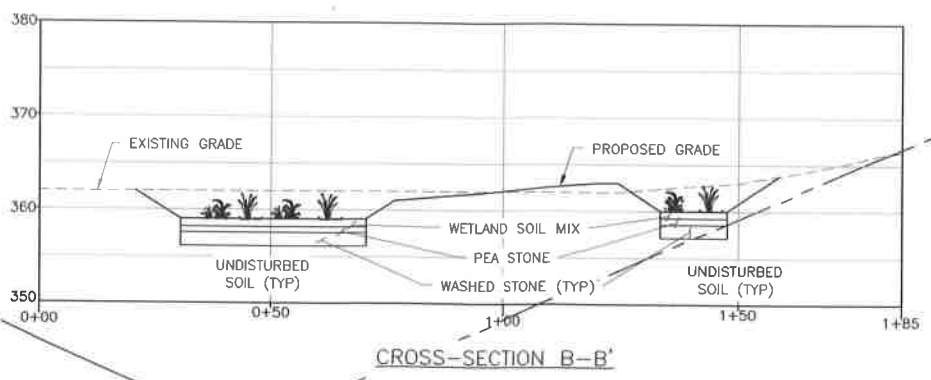 380
370
EXISTING GRADE
PROPOSED GRADE
360
WETLAND SOIL MIX
PEA STONE
UNDISTURBED
SOIL (TYP)
WASHED STONE (TYP)
UNDISTURBED
SOIL (TYP)
350
0+00
0+50
1+00
1+50
1+85
CROSS-SECTION B-B'